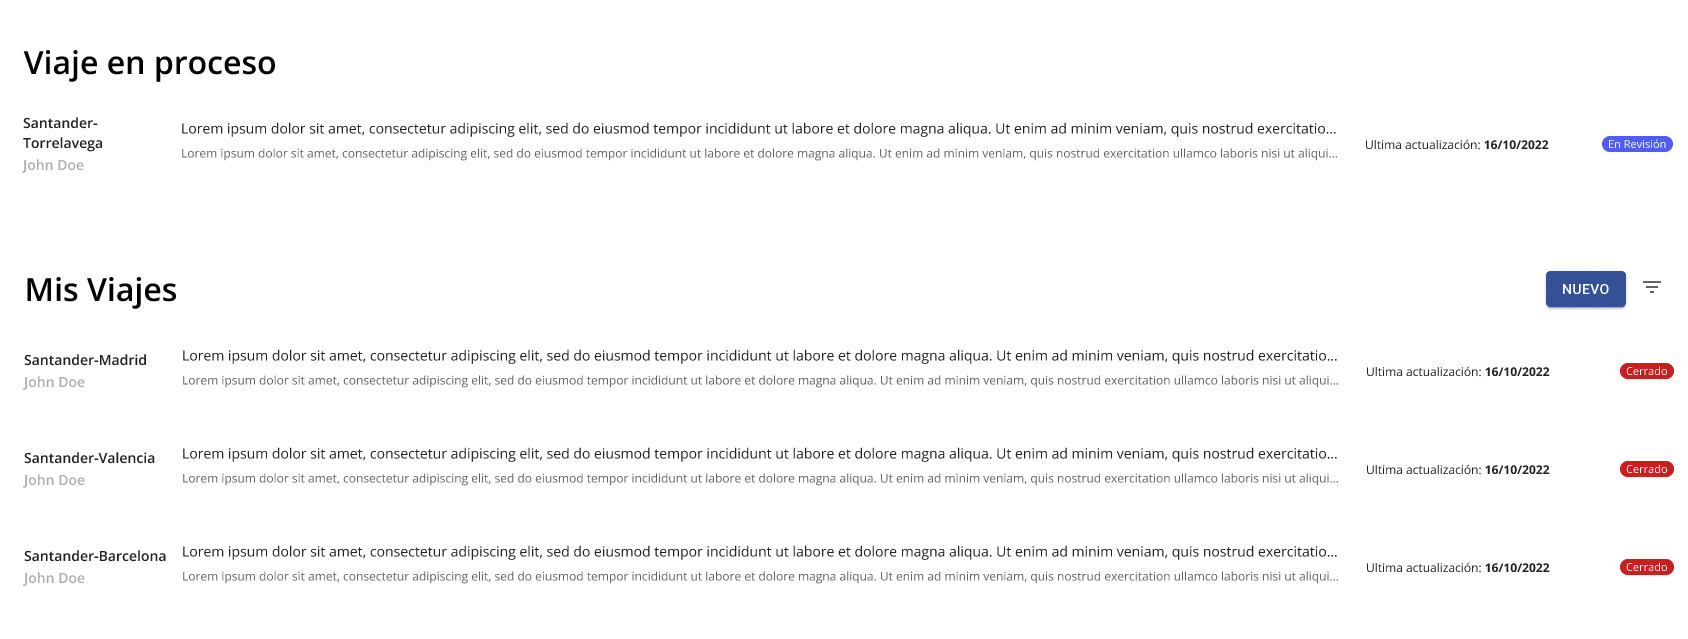 Viaje en proceso
Santander-
Torrelavega
John Doe
Lorem ipsum dolor sit amet, consectetur adipiscing elit, sed do eiusmod tempor incididunt ut labore et dolore magna aliqua. Ut enim ad minim veniam, quis nostrud exercitatio...
Lorem ipsum dolor sit amet, consectetur adipiscing elit, sed do eiusmod tempor incididunt ut labore et dolore magna aliqua. Ut enim ad minim veniam, quis nostrud exercitation ullamco laboris nisi ut aliqui...
Ultima actualización: 16/10/2022
En Revisión
Mis Viajes
NUEVO
Santander-Madrid
John Doe
Lorem ipsum dolor sit amet, consectetur adipiscing elit, sed do eiusmod tempor incididunt ut labore et dolore magna aliqua. Ut enim ad minim veniam, quis nostrud exercitatio...
Lorem ipsum dolor sit amet, consectetur adipiscing elit, sed do eiusmod tempor incididunt ut labore et dolore magna aliqua. Ut enim ad minim veniam, quis nostrud exercitation ullamco laboris nisi ut aliqui...
Ultima actualización: 16/10/2022
Cerrado
Santander-Valencia
John Doe
Lorem ipsum dolor sit amet, consectetur adipiscing elit, sed do eiusmod tempor incididunt ut labore et dolore magna aliqua. Ut enim ad minim veniam, quis nostrud exercitatio...
Lorem ipsum dolor sit amet, consectetur adipiscing elit, sed do eiusmod tempor incididunt ut labore et dolore magna aliqua. Ut enim ad minim veniam, quis nostrud exercitation ullamco laboris nisi ut aliqui...
Ultima actualización: 16/10/2022
Cerrado
Santander-Barcelona
John Doe
Lorem ipsum dolor sit amet, consectetur adipiscing elit, sed do eiusmod tempor incididunt ut labore et dolore magna aliqua. Ut enim ad minim veniam, quis nostrud exercitatio...
Lorem ipsum dolor sit amet, consectetur adipiscing elit, sed do eiusmod tempor incididunt ut labore et dolore magna aliqua. Ut enim ad minim veniam, quis nostrud exercitation ullamco laboris nisi ut aliqui...
Ultima actualización: 16/10/2022
Cerrado